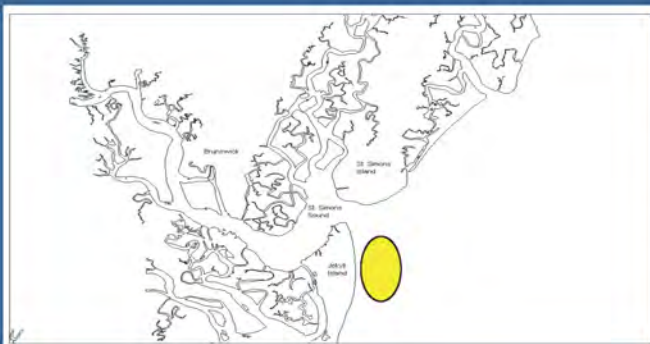 Brunswick
St. Simons
Island
St. Simons
Sound
Jekyll
Island